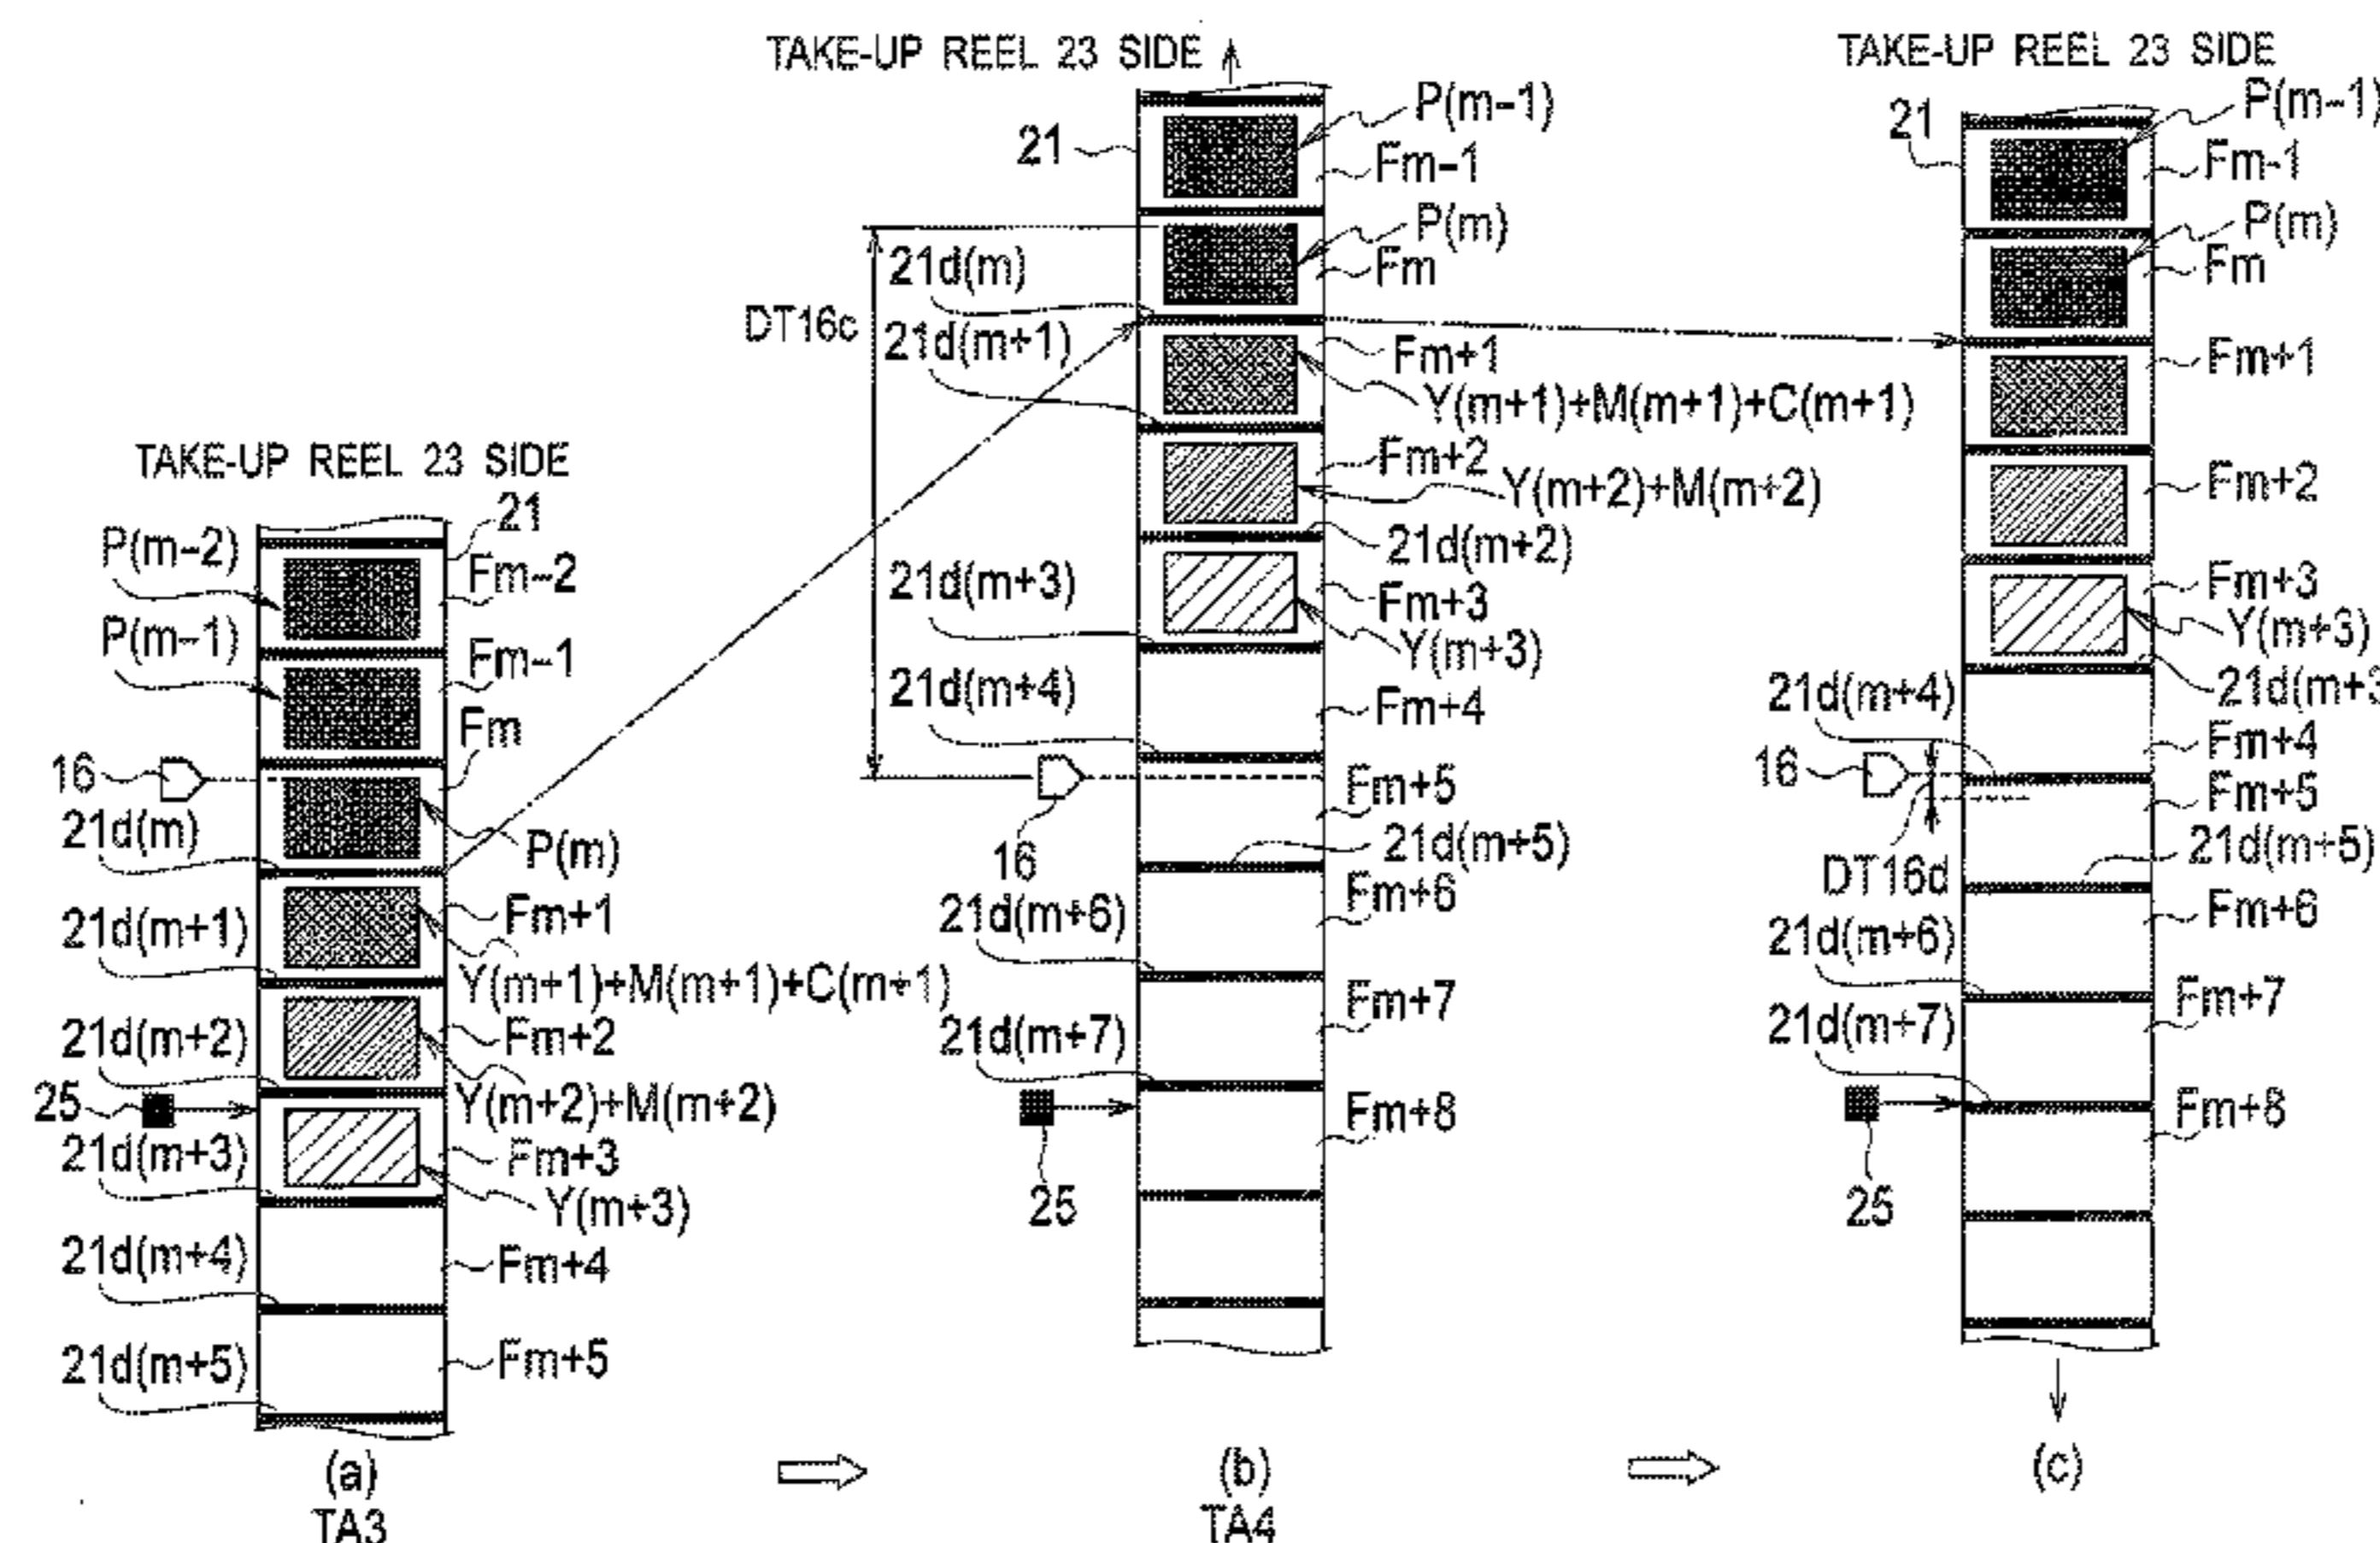 TAKE-UP REEL 23 SIDE
21
P(m-2)
Fm-2
P(m-1)
Fm-1
Fm
16
21d(m)
P(m)
21d(m+1)
Fm+1
Y(m+1)+M(m+1)+C(m+1)
21d(m+2)
Fm+2
25
Y(m+2)+M(m+2)
21d(m+3)
Fm+3
Y(m+3)
21d(m+4)
Fm+4
21d(m+5)
Fm+5
(a)
TA3
TAKE-UP REEL 23 SIDE
P(m-1)
21
Fm-1
P(m)
21d(m)
Fm
DT16c
21d(m+1)
Fm+1
Y(m+1)+M(m+1)+C(m+1)
Fm+2
Y(m+2)+M(m+2)
21d(m+2)
21d(m+3)
Fm+3
Y(m+3)
21d(m+4)
Fm+4
Fm+5
16
21d(m+5)
Fm+6
21d(m+6)
Fm+7
21d(m+7)
Fm+8
25
(b)
TA4
TAKE-UP REEL 23 SIDE
P(m-1)
21
Fm-1
P(m)
Fm
Fm+1
Fm+2
Fm+3
Y(m+3)
21d(m+3
21d(m+4)
Fm+4
16
Fm+5
21d(m+5)
DT16d
Fm+6
21d(m+6)
Fm+7
21d(m+7)
Fm+8
25
(c)